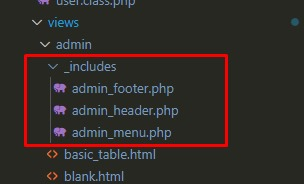 user.class.php
views
admin
_includes
admin_footer.php
admin_header.php
admin_menu.php
basic_table.html
blank.html